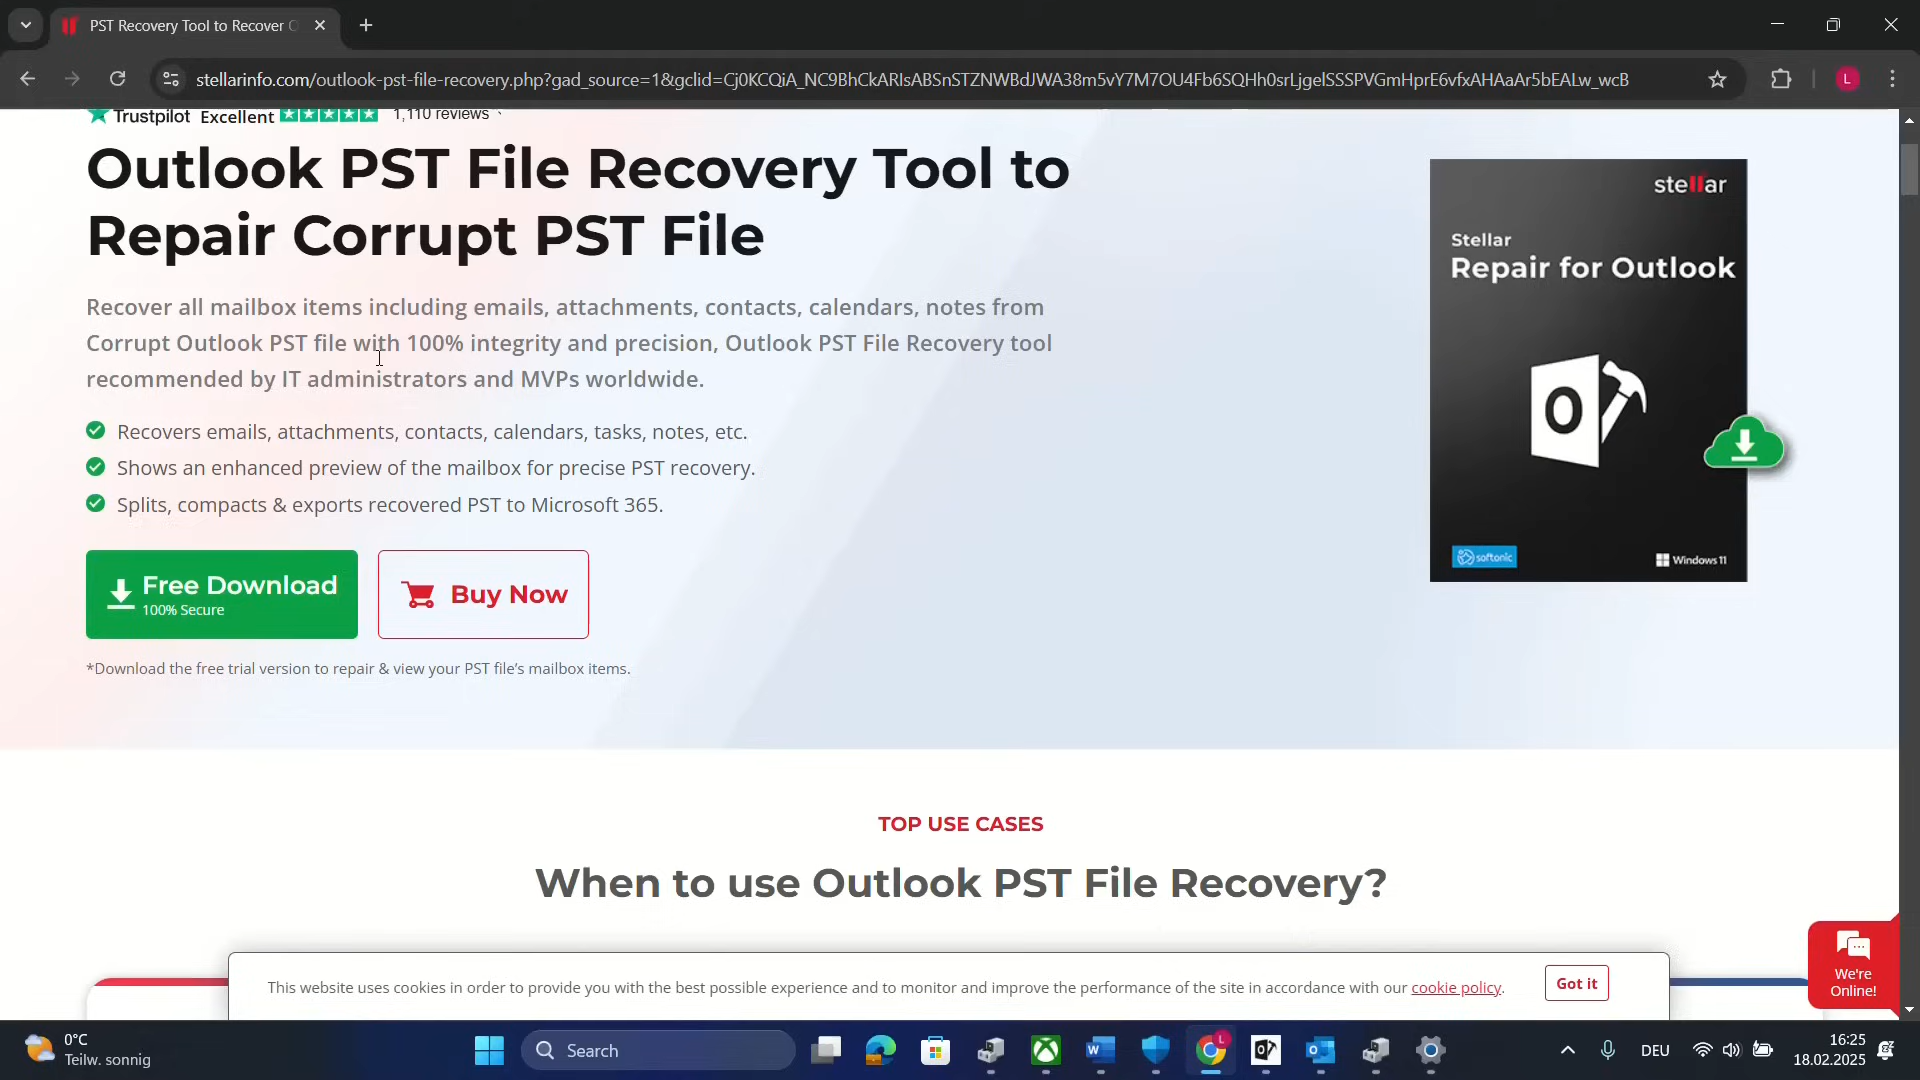 PST Recovery Tool to Recover O
stellarinfo.com/outlook-pst-file-recovery.php?gad_source=1&gclid=Cj0KCQiA_NC9BhCkARIsABSnSTZNWBdJWA38m5vY7M7OU4Fb6SQHh0srLjgelSSSPVGmHprE6vfxAHAaAr5bEALw_wcB
L
Trustpilot Excellent 1,110 reviews
Outlook PST File Recovery Tool to
Repair Corrupt PST File
Recover all mailbox items including emails, attachments, contacts, calendars, notes from
Corrupt Outlook PST file with 100% integrity and precision, Outlook PST File Recovery tool
recommended by IT administrators and MVPs worldwide.
Recovers emails, attachments, contacts, calendars, tasks, notes, etc.
Shows an enhanced preview of the mailbox for precise PST recovery.
Splits, compacts & exports recovered PST to Microsoft 365.
Free Download
100% Secure
Buy Now
*Download the free trial version to repair & view your PST file's mailbox items.
stellar
Stellar
Repair for Outlook
O
softonic
Windows 11
TOP USE CASES
When to use Outlook PST File Recovery?
We're
Online!
This website uses cookies in order to provide you with the best possible experience and to monitor and improve the performance of the site in accordance with our cookie policy.
Got it
0°C
Teilw. sonnig
Search
DEU
16:25
18.02.2025